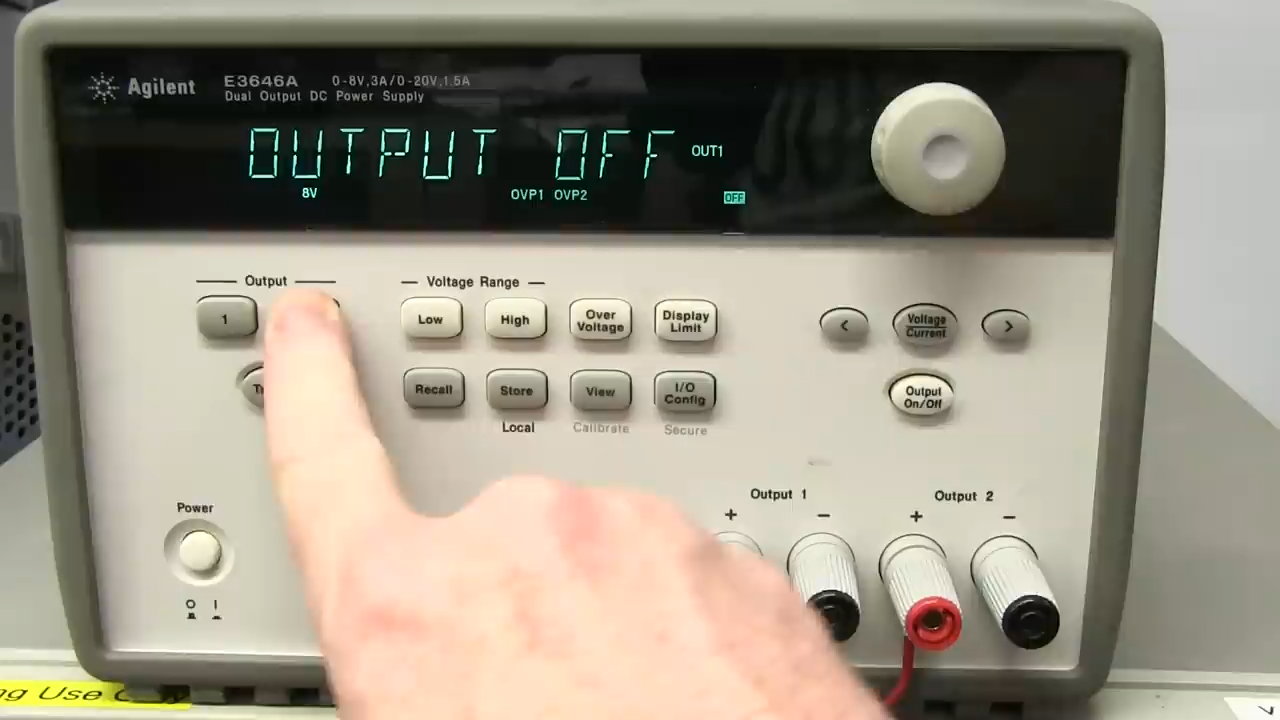 Agilent E3646A 0-8V,3A/0-20V,1.5A
Dual Output DC Power Supply
OUTPUT OFF OUT1
8V OVP1 OVP2 OFF
Output Voltage Range
1 Low High Over Voltage Display Limit < Voltage Current >
Recall Store View I/O Config Output On/Off
Local Calibrate Secure
Output 1 Output 2
Power + − + −
O I
Use